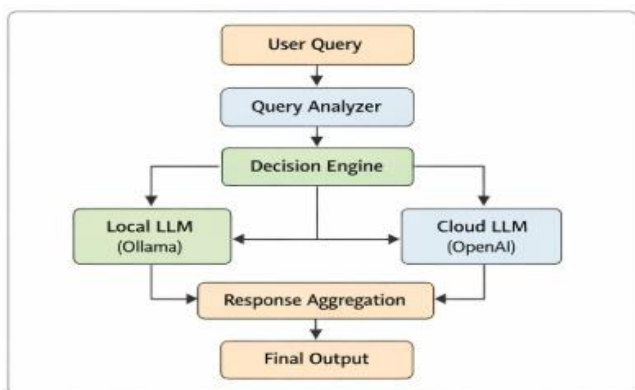 User Query
Query Analyzer
Decision Engine
Local LLM
(Ollama)
Cloud LLM
(OpenAI)
Response Aggregation
Final Output